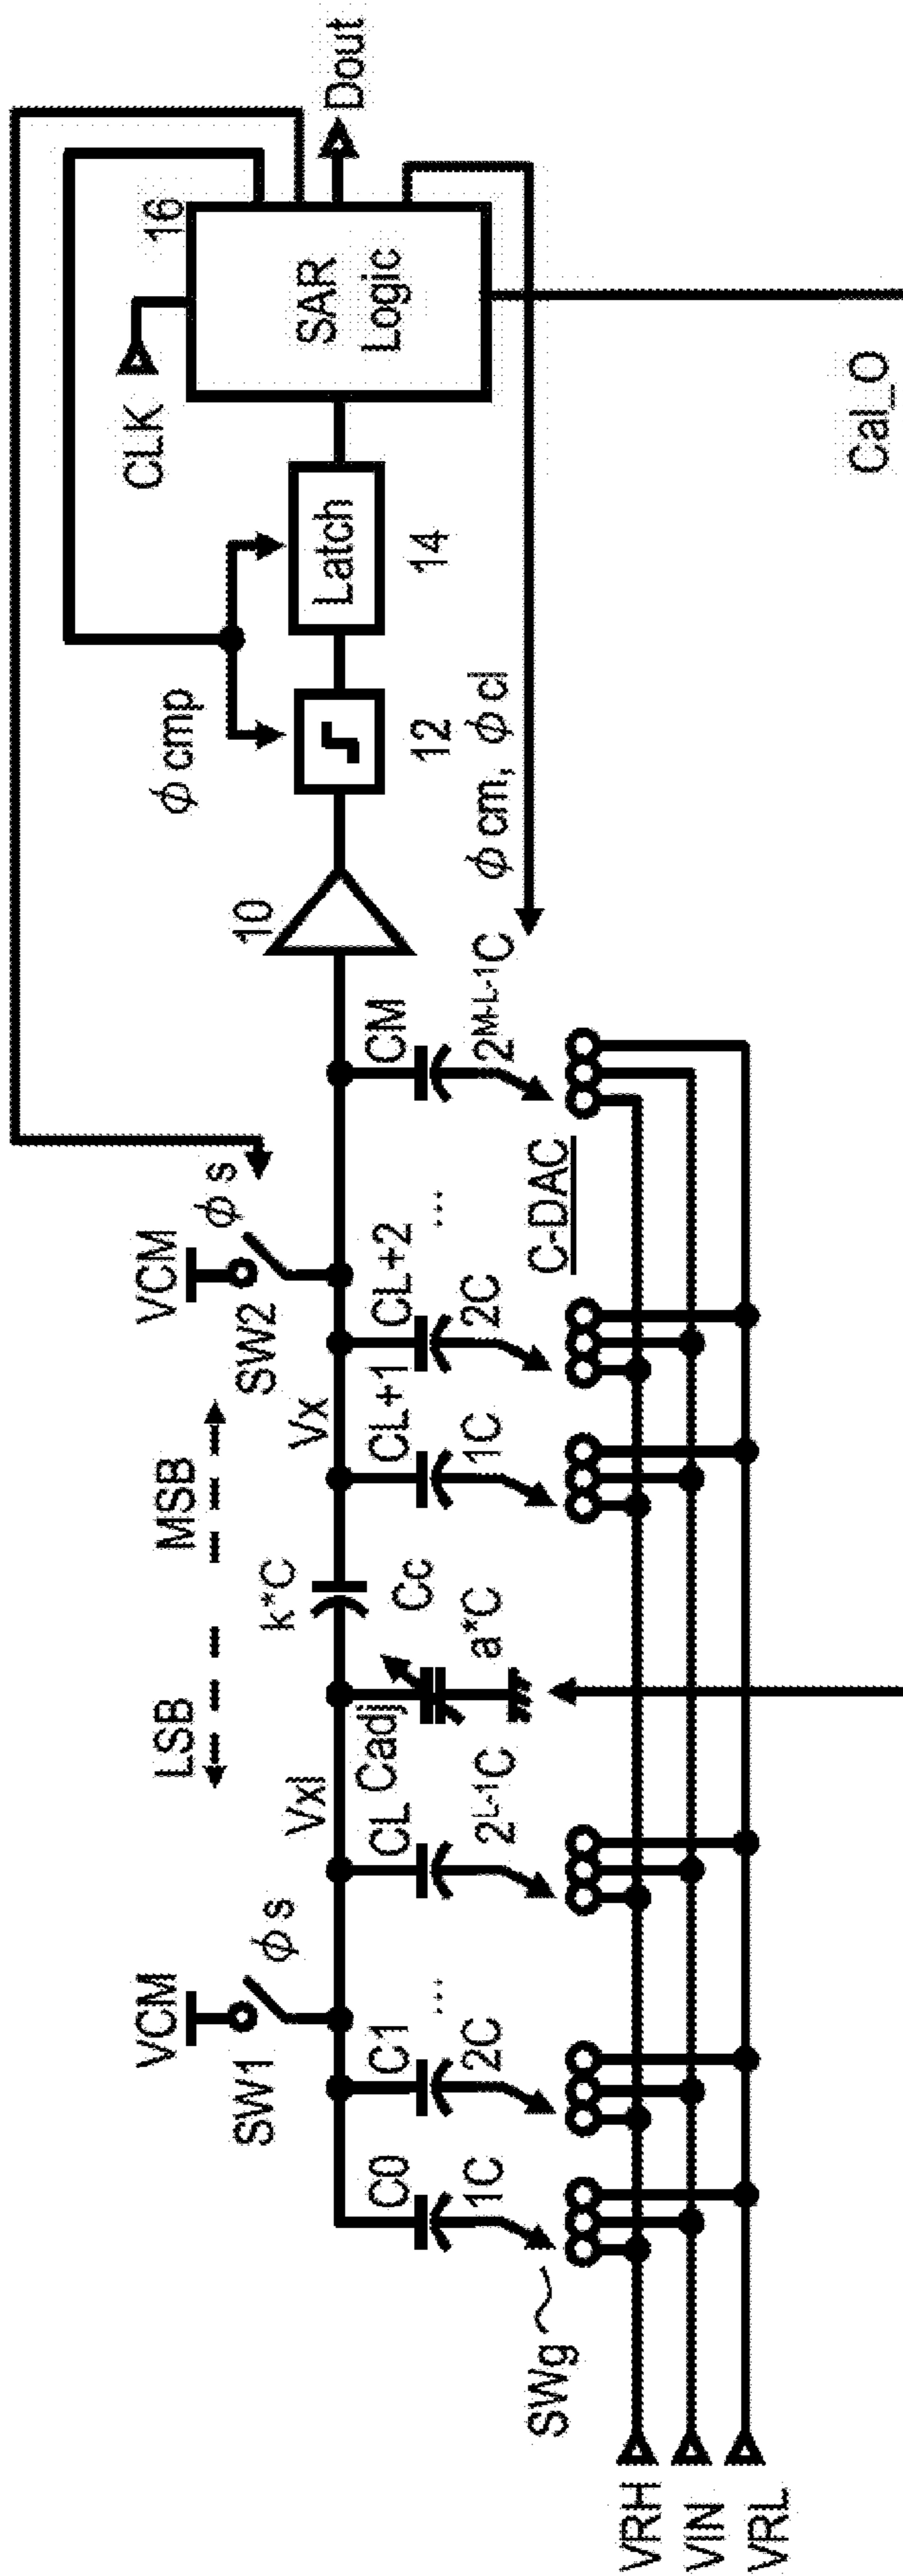 VCM
VCM
LSB
MSB
ϕ s
ϕ s
SW1
SW2
ϕ cmp
CLK
16
SAR
Logic
Dout
Vxl
k*C
Vx
10
12
Latch
14
C0
C1
CL
Cadj
Cc
CL+1
CL+2
CM
1C
2C
...
2^L-1C
a*C
1C
2C
...
2^M-L-1C
ϕ cm, ϕ cl
SWg
C-DAC
VRH
VIN
VRL
Cal_O